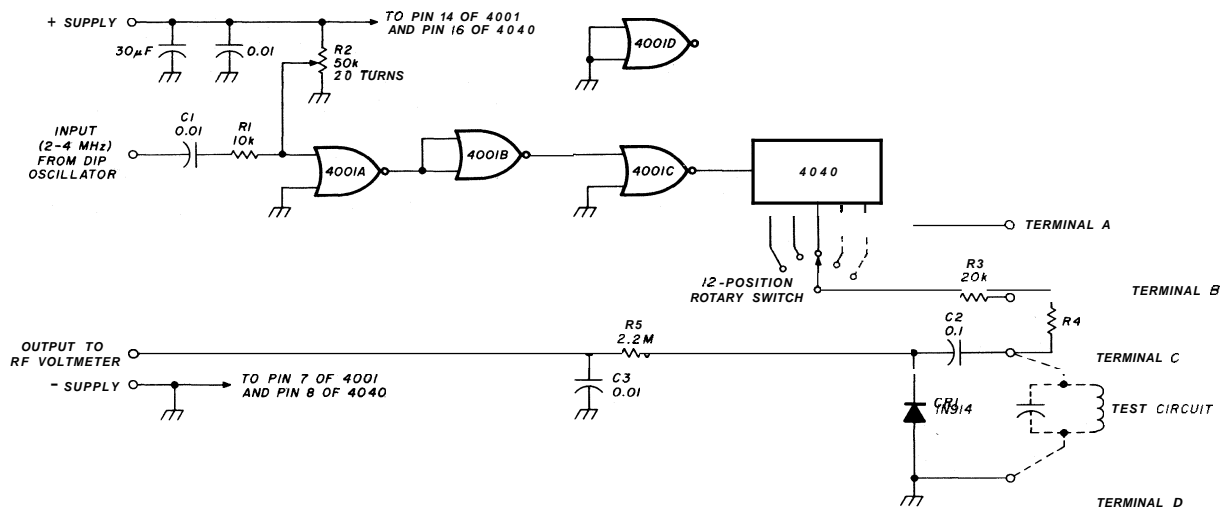 + SUPPLY
TO PIN 14 OF 4001
AND PIN 16 OF 4040
30µF
0.01
R2
50k
20 TURNS
4001D
INPUT
(2-4 MHz)
FROM DIP
OSCILLATOR
C1
0.01
R1
10k
4001A
4001B
4001C
4040
TERMINAL A
12-POSITION
ROTARY SWITCH
R3
20k
TERMINAL B
R4
OUTPUT TO
RF VOLTMETER
R5
2.2M
C2
0.1
TERMINAL C
- SUPPLY
TO PIN 7 OF 4001
AND PIN 8 OF 4040
C3
0.01
CR1
1N914
TEST CIRCUIT
TERMINAL D